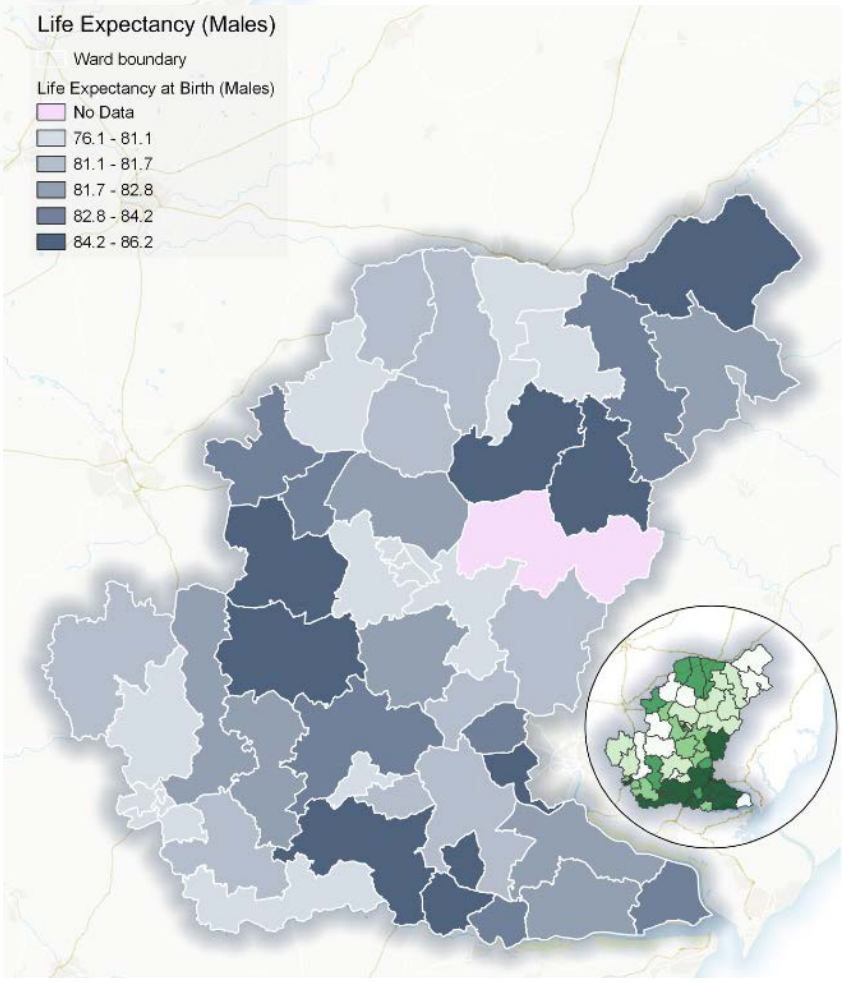 Life Expectancy (Males)
Ward boundary
Life Expectancy at Birth (Males)
No Data
76.1 - 81.1
81.1 - 81.7
81.7 - 82.8
82.8 - 84.2
84.2 - 86.2